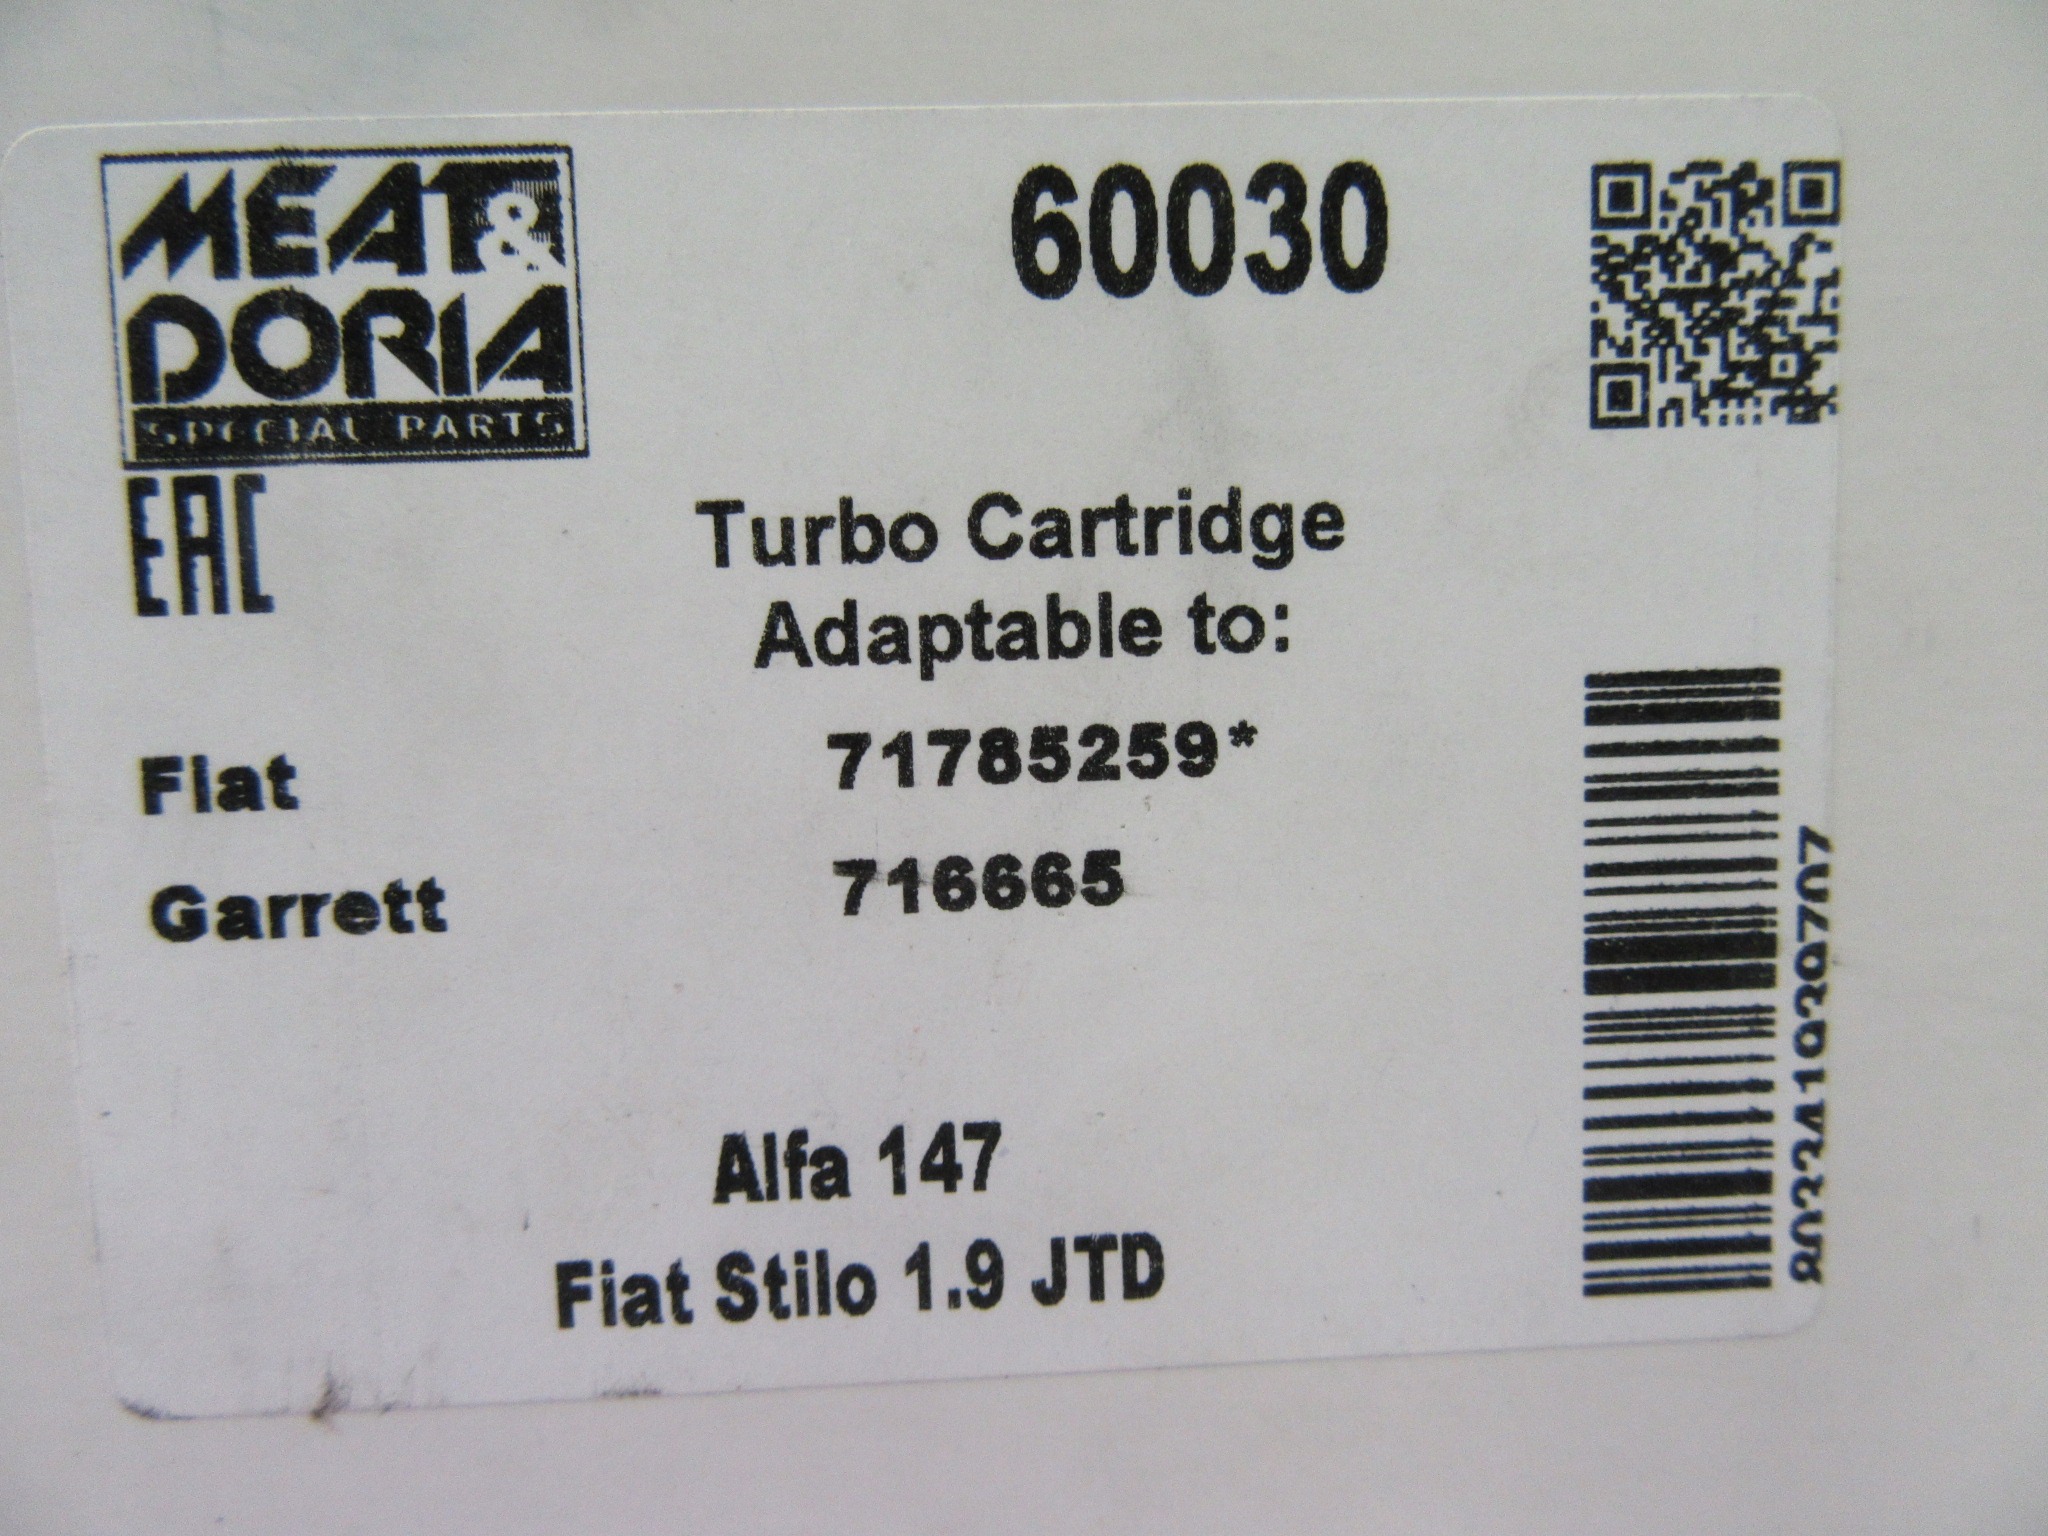 MEAT&
DORIA
SPECIAL PARTS
EAC
60030
Turbo Cartridge
Adaptable to:
Fiat 71785259*
Garrett 716665
Alfa 147
Fiat Stilo 1.9 JTD